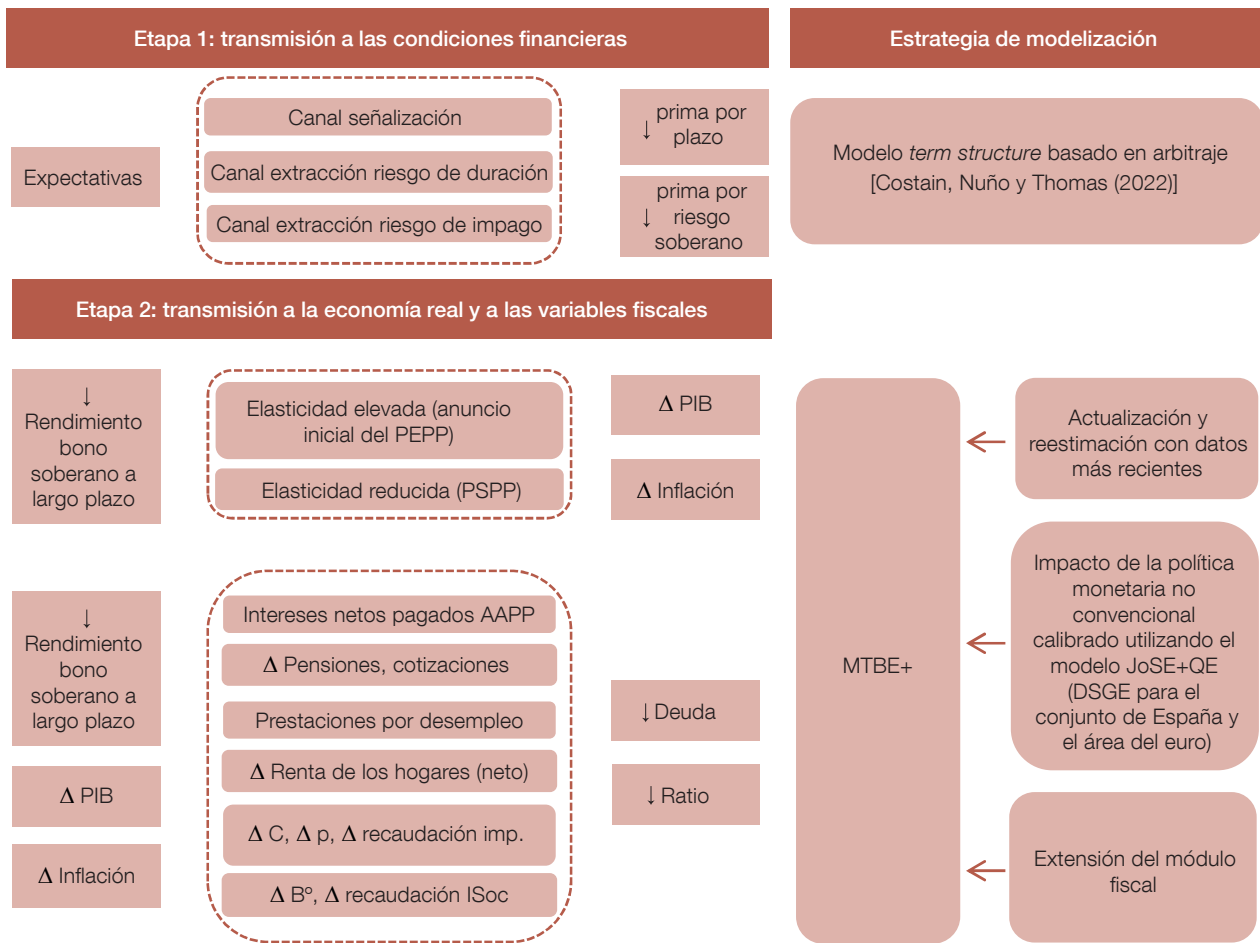 Etapa 1: transmisión a las condiciones financieras
Estrategia de modelización
Expectativas
Canal señalización
Canal extracción riesgo de duración
Canal extracción riesgo de impago
↓ prima por
plazo
↓ prima por
riesgo
soberano
Modelo term structure basado en arbitraje
[Costain, Nuño y Thomas (2022)]
Etapa 2: transmisión a la economía real y a las variables fiscales
↓
Rendimiento
bono
soberano a
largo plazo
Elasticidad elevada (anuncio
inicial del PEPP)
Elasticidad reducida (PSPP)
Δ PIB
Δ Inflación
↓
Rendimiento
bono
soberano a
largo plazo
Δ PIB
Δ Inflación
Intereses netos pagados AAPP
Δ Pensiones, cotizaciones
Prestaciones por desempleo
Δ Renta de los hogares (neto)
Δ C, Δ p, Δ recaudación imp.
Δ Bº, Δ recaudación ISoc
↓ Deuda
↓ Ratio
MTBE+
Actualización y
reestimación con datos
más recientes
Impacto de la política
monetaria no
convencional
calibrado utilizando el
modelo JoSE+QE
(DSGE para el
conjunto de España y
el área del euro)
Extensión del módulo
fiscal